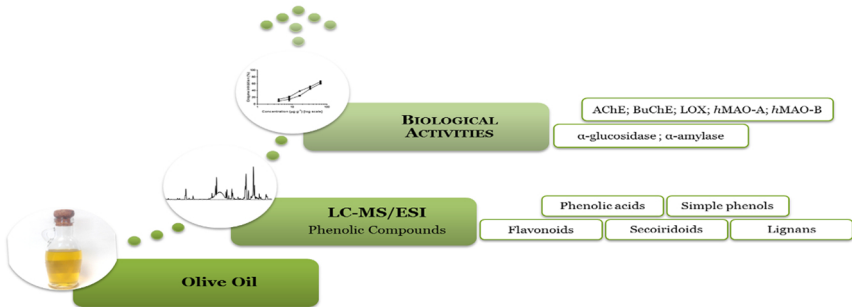 BIOLOGICAL
ACTIVITIES
AChE; BuChE; LOX; hMAO-A; hMAO-B
α-glucosidase ; α-amylase
LC-MS/ESI
Phenolic Compounds
Phenolic acids
Simple phenols
Flavonoids
Secoiridoids
Lignans
Olive Oil